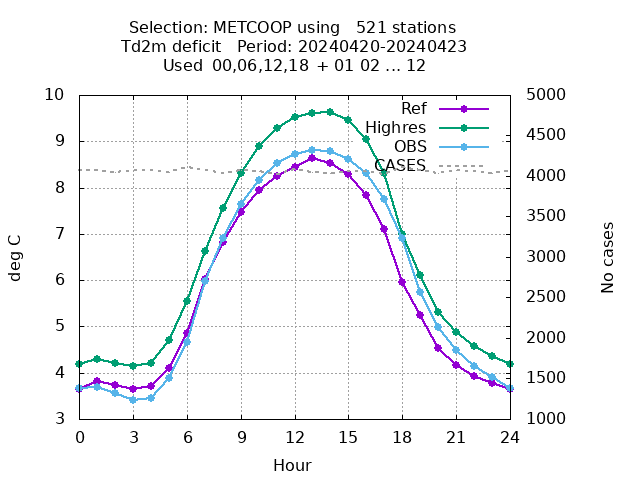 Selection: METCOOP using 521 stations
Td2m deficit Period: 20240420-20240423
Used 00,06,12,18 + 01 02 ... 12
Ref
Highres
OBS
CASES
deg C
10
9
8
7
6
5
4
3
5000
4500
4000
3500
3000
2500
2000
1500
1000
No cases
0 3 6 9 12 15 18 21 24
Hour